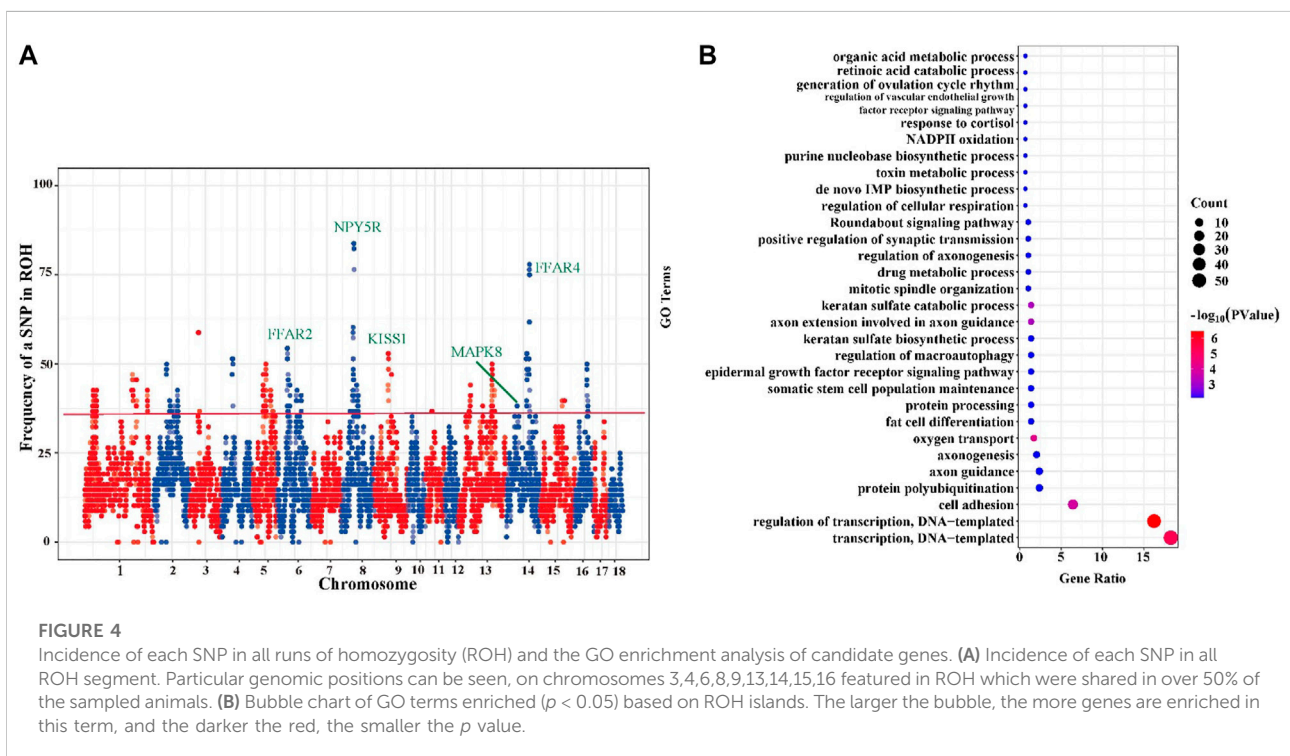 A
100
75
50
25
0
Frequency of a SNP in ROH
NPY5R
FFAR4
FFAR2
KISS1
MAPK8
1 2 3 4 5 6 7 8 9 10 11 12 13 14 15 16 17 18
Chromosome
B
GO Terms
organic acid metabolic process
retinoic acid catabolic process
generation of ovulation cycle rhythm
regulation of vascular endothelial growth
factor receptor signaling pathway
response to cortisol
NADPH oxidation
purine nucleobase biosynthetic process
toxin metabolic process
de novo IMP biosynthetic process
regulation of cellular respiration
Roundabout signaling pathway
positive regulation of synaptic transmission
regulation of axonogenesis
drug metabolic process
mitotic spindle organization
keratan sulfate catabolic process
axon extension involved in axon guidance
keratan sulfate biosynthetic process
regulation of macroautophagy
epidermal growth factor receptor signaling pathway
somatic stem cell population maintenance
protein processing
fat cell differentiation
oxygen transport
axonogenesis
axon guidance
protein polyubiquitination
cell adhesion
regulation of transcription, DNA−templated
transcription, DNA−templated
0 5 10 15
Gene Ratio
Count
10
20
30
40
50
-log10(PValue)
6
5
4
3
FIGURE 4
Incidence of each SNP in all runs of homozygosity (ROH) and the GO enrichment analysis of candidate genes. (A) Incidence of each SNP in all
ROH segment. Particular genomic positions can be seen, on chromosomes 3,4,6,8,9,13,14,15,16 featured in ROH which were shared in over 50% of
the sampled animals. (B) Bubble chart of GO terms enriched (p < 0.05) based on ROH islands. The larger the bubble, the more genes are enriched in
this term, and the darker the red, the smaller the p value.